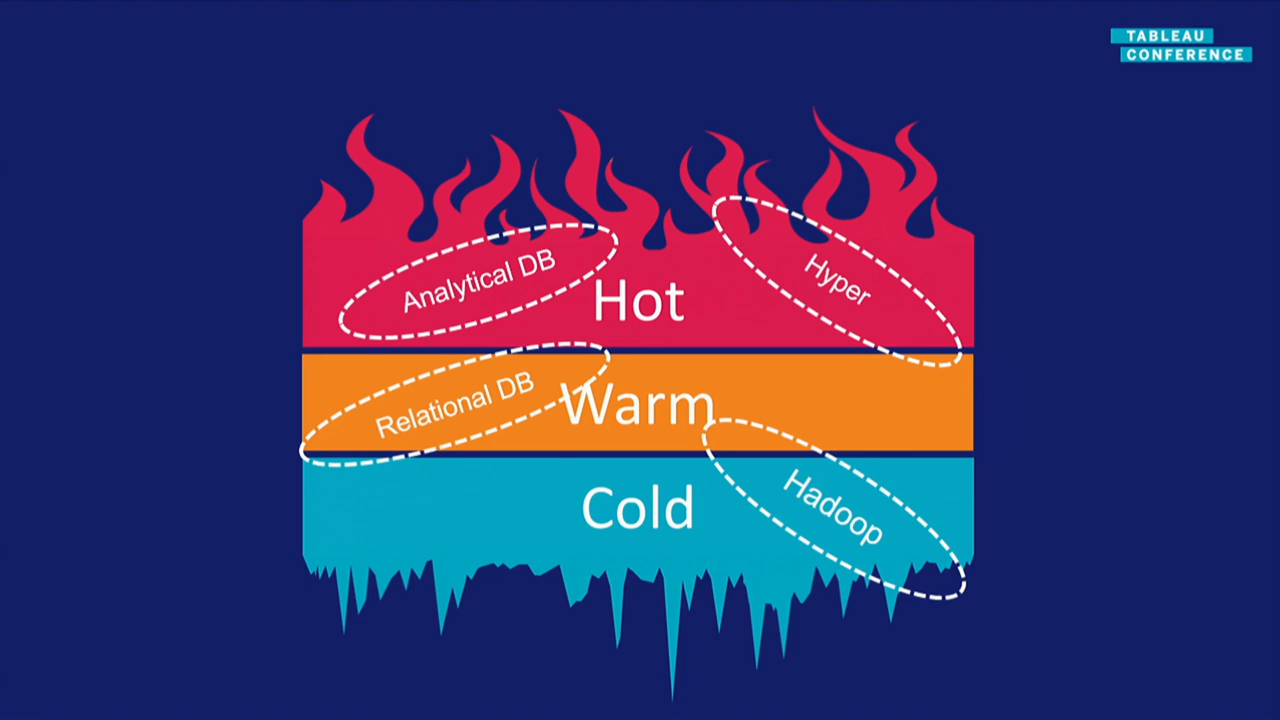 TABLEAU
CONFERENCE
Analytical DB
Hyper
Hot
Relational DB
Warm
Hadoop
Cold